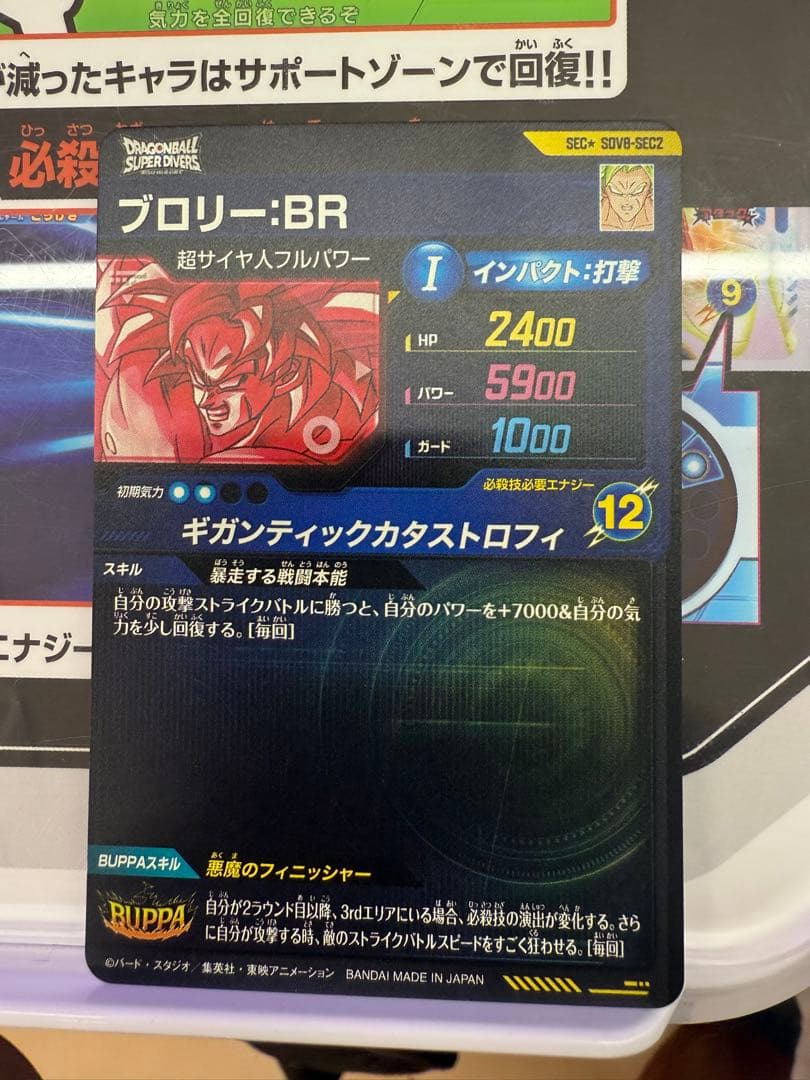 気力を全回復できるぞ
が減ったキャラはサポートゾーンで回復!!
必殺
DRAGONBALL
SUPER DIVERS
SEC★ SDV8-SEC2
ブロリー:BR
超サイヤ人フルパワー
I インパクト:打撃
HP 2400
パワー 5900
ガード 1000
9
初期気力
必殺技必要エナジー
12
ギガンティックカタストロフィ
スキル 暴走する戦闘本能
自分の攻撃ストライクバトルに勝つと、自分のパワーを+7000&自分の気
力を少し回復する。[毎回]
エナジー
BUPPAスキル 悪魔のフィニッシャー
BUPPA
自分が2ラウンド目以降、3rdエリアにいる場合、必殺技の演出が変化する。さら
に自分が攻撃する時、敵のストライクバトルスピードをすごく狂わせる。[毎回]
©バード・スタジオ/集英社・東映アニメーション BANDAI MADE IN JAPAN